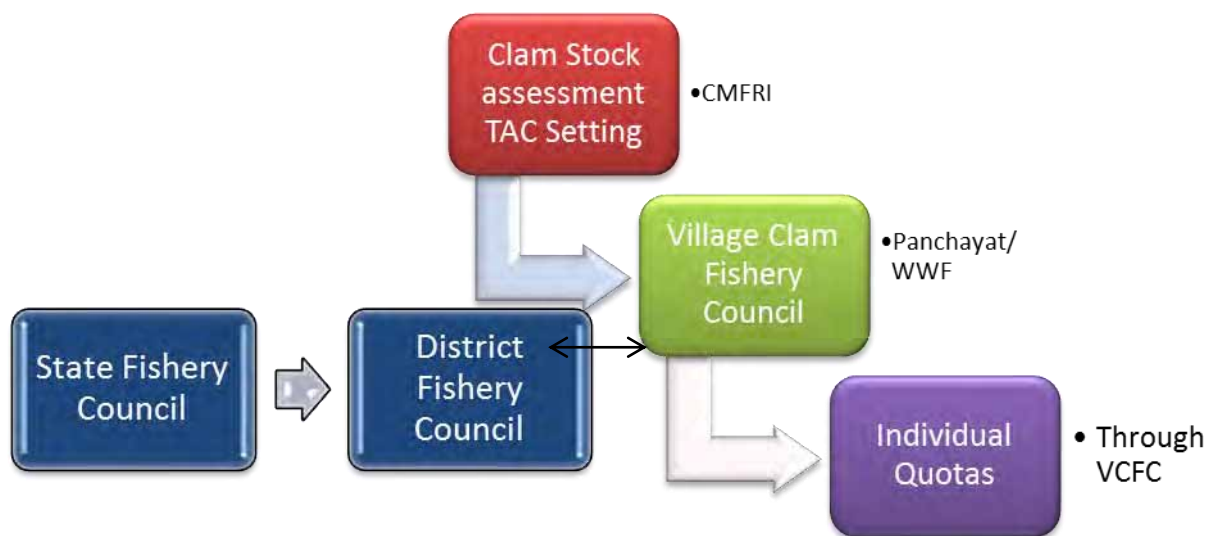 Clam Stock
assessment
TAC Setting
•CMFRI
Village Clam
Fishery
Council
•Panchayat/
WWF
State Fishery
Council
District
Fishery
Council
Individual
Quotas
• Through
VCFC